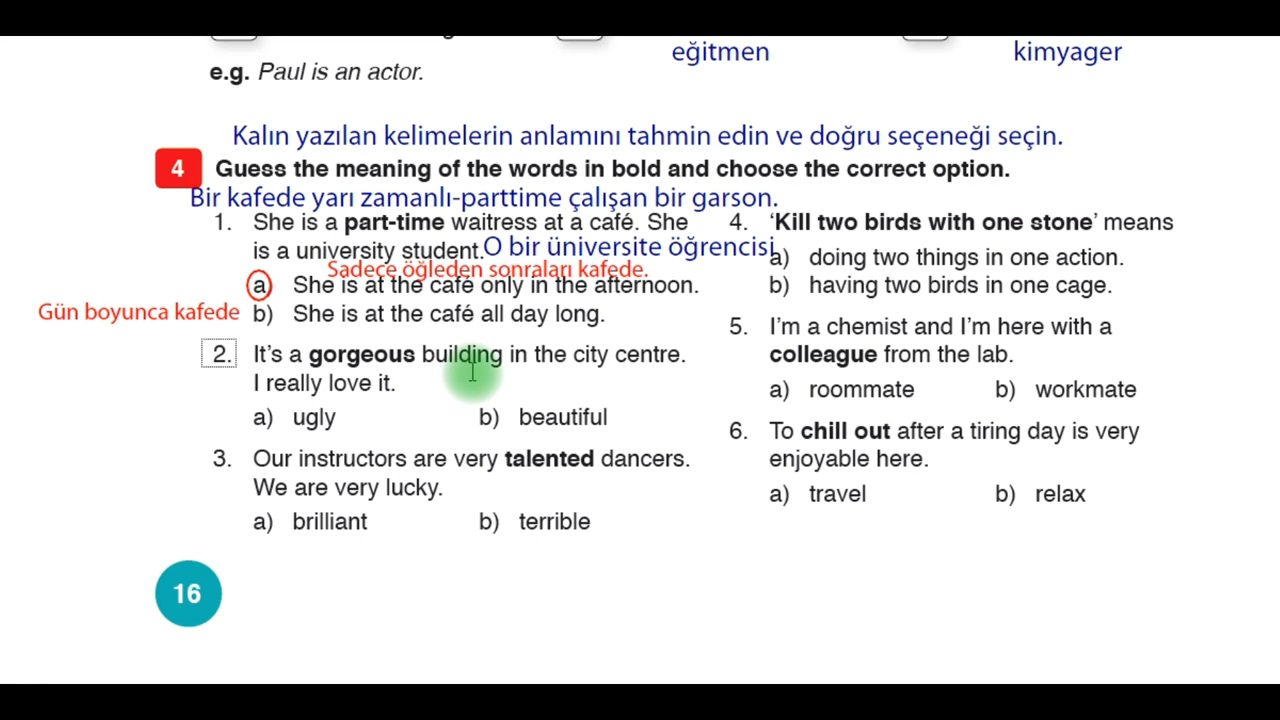 eğitmen
kimyager
e.g. Paul is an actor.
Kalın yazılan kelimelerin anlamını tahmin edin ve doğru seçeneği seçin.
4 Guess the meaning of the words in bold and choose the correct option.
Bir kafede yarı zamanlı-parttime çalışan bir garson.
1. She is a part-time waitress at a café. She
is a university student. O bir üniversite öğrencisi
Sadece öğleden sonraları kafede.
a) She is at the café only in the afternoon.
Gün boyunca kafede
b) She is at the café all day long.
2. It's a gorgeous building in the city centre.
I really love it.
a) ugly b) beautiful
3. Our instructors are very talented dancers.
We are very lucky.
a) brilliant b) terrible
4. ‘Kill two birds with one stone’ means
a) doing two things in one action.
b) having two birds in one cage.
5. I'm a chemist and I'm here with a
colleague from the lab.
a) roommate b) workmate
6. To chill out after a tiring day is very
enjoyable here.
a) travel b) relax
16